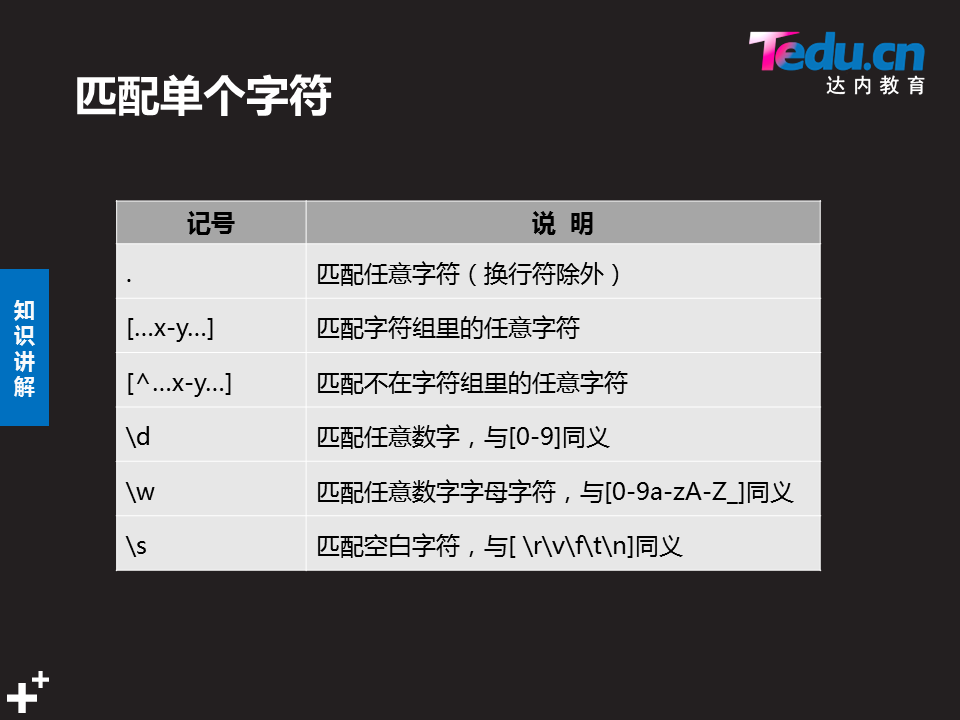 Tedu.cn
达内教育
匹配单个字符
记号 说 明
. 匹配任意字符（换行符除外）
[...x-y...] 匹配字符组里的任意字符
[^...x-y...] 匹配不在字符组里的任意字符
\d 匹配任意数字，与[0-9]同义
\w 匹配任意数字字母字符，与[0-9a-zA-Z_]同义
\s 匹配空白字符，与[ \r\v\f\t\n]同义
知识讲解